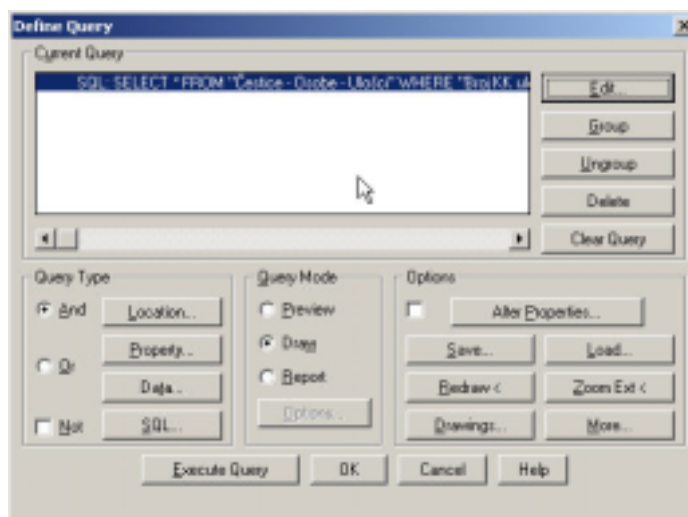 Define Query
Current Query
SQL: SELECT * FROM "Čestice - Osobe - Ulošci" WHERE "BrojKK
Edit...
Group
Ungroup
Delete
Clear Query
Query Type
And
Location...
Property...
Or
Data...
Not
SQL...
Query Mode
Preview
Draw
Report
Options...
Options
Alter Properties...
Save...
Load...
Redraw <
Zoom Ext <
Drawings...
More...
Execute Query
OK
Cancel
Help